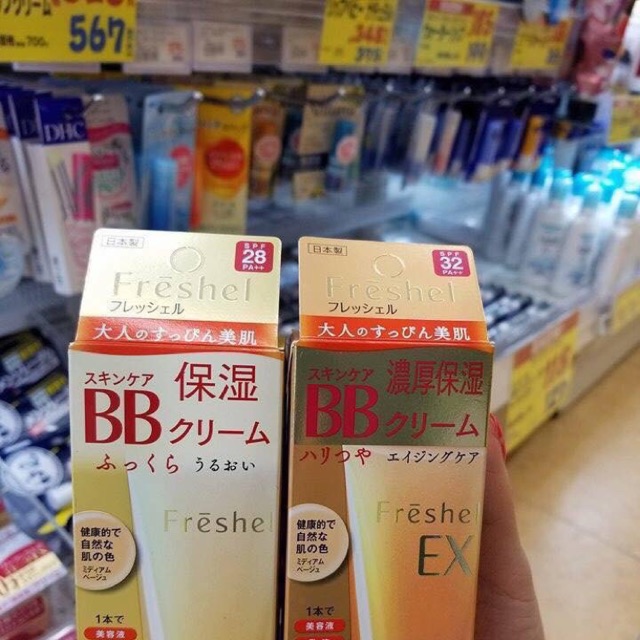 567
DHC
日本製
SPF
28
PA++
Frēshel
フレッシェル
大人のすっぴん美肌
スキンケア
保湿
BB
クリーム
ふっくら うるおい
Frēshel
健康的で
自然な
肌の色
ミディアム
ベージュ
1本で
美容液
日本製
SPF
32
PA++
Frēshel
フレッシェル
大人のすっぴん美肌
スキンケア
濃厚保湿
BB
クリーム
ハリつや エイジングケア
Frēshel
EX
健康的で
自然な
肌の色
ミディアム
ベージュ
1本で
美容液